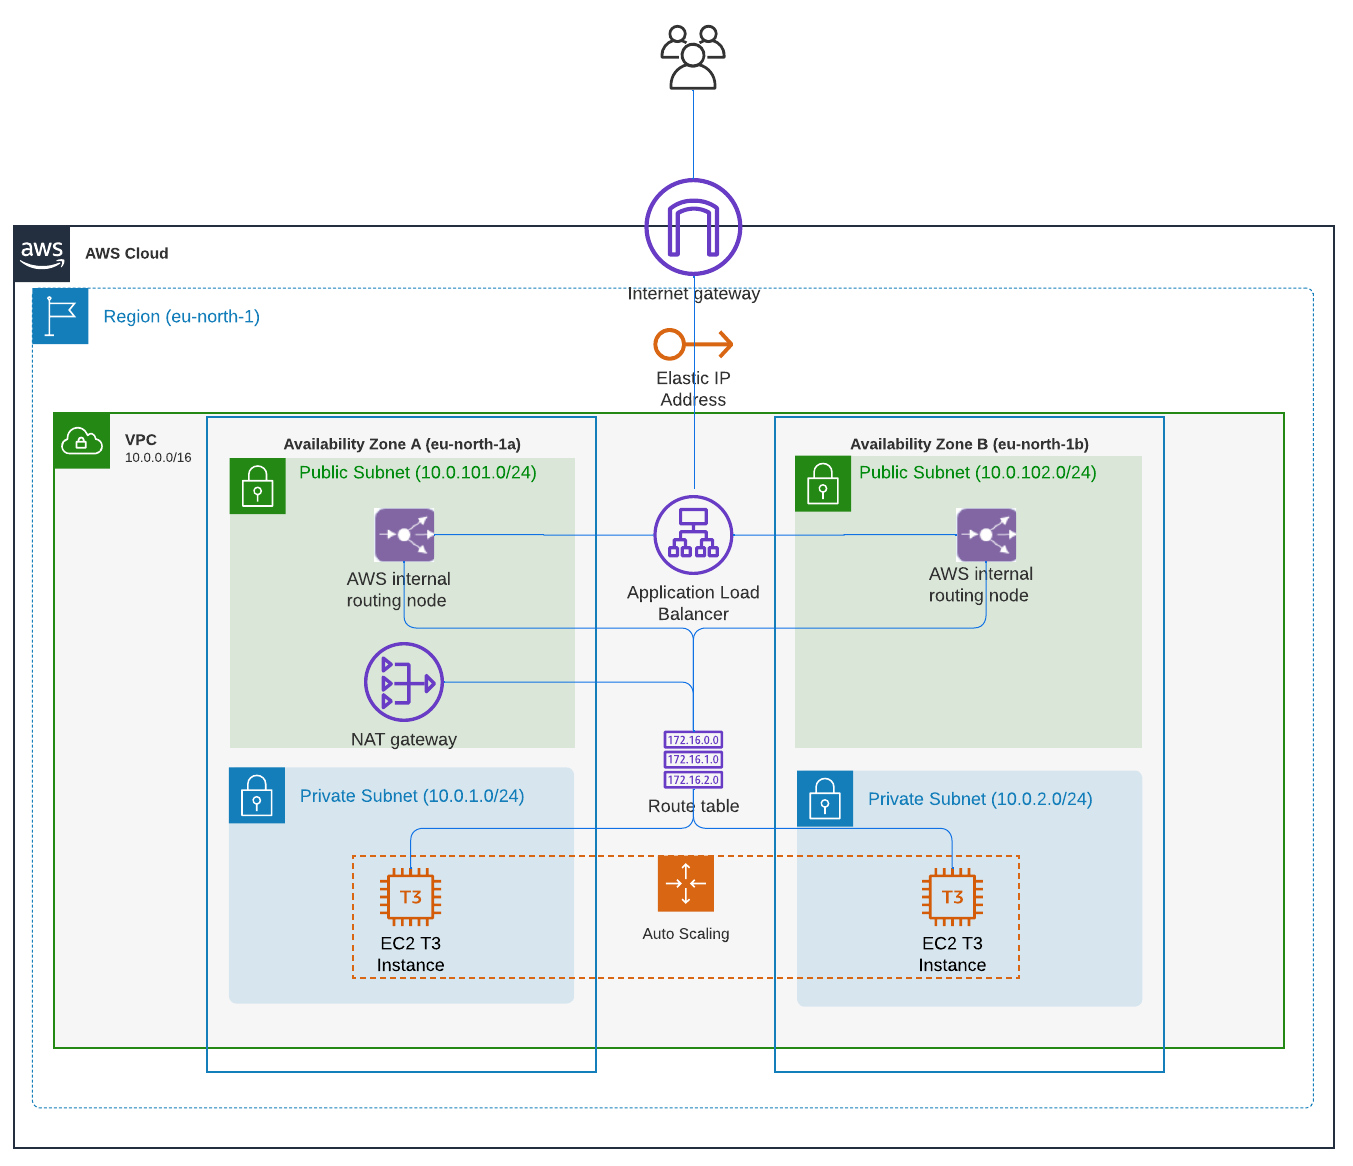 aws
AWS Cloud
Internet gateway
Region (eu-north-1)
Elastic IP
Address
VPC
10.0.0.0/16
Availability Zone A (eu-north-1a)
Availability Zone B (eu-north-1b)
Public Subnet (10.0.101.0/24)
Public Subnet (10.0.102.0/24)
AWS internal
routing node
Application Load
Balancer
AWS internal
routing node
NAT gateway
172.16.0.0
172.16.1.0
172.16.2.0
Route table
Private Subnet (10.0.1.0/24)
Private Subnet (10.0.2.0/24)
T3
EC2 T3
Instance
Auto Scaling
T3
EC2 T3
Instance